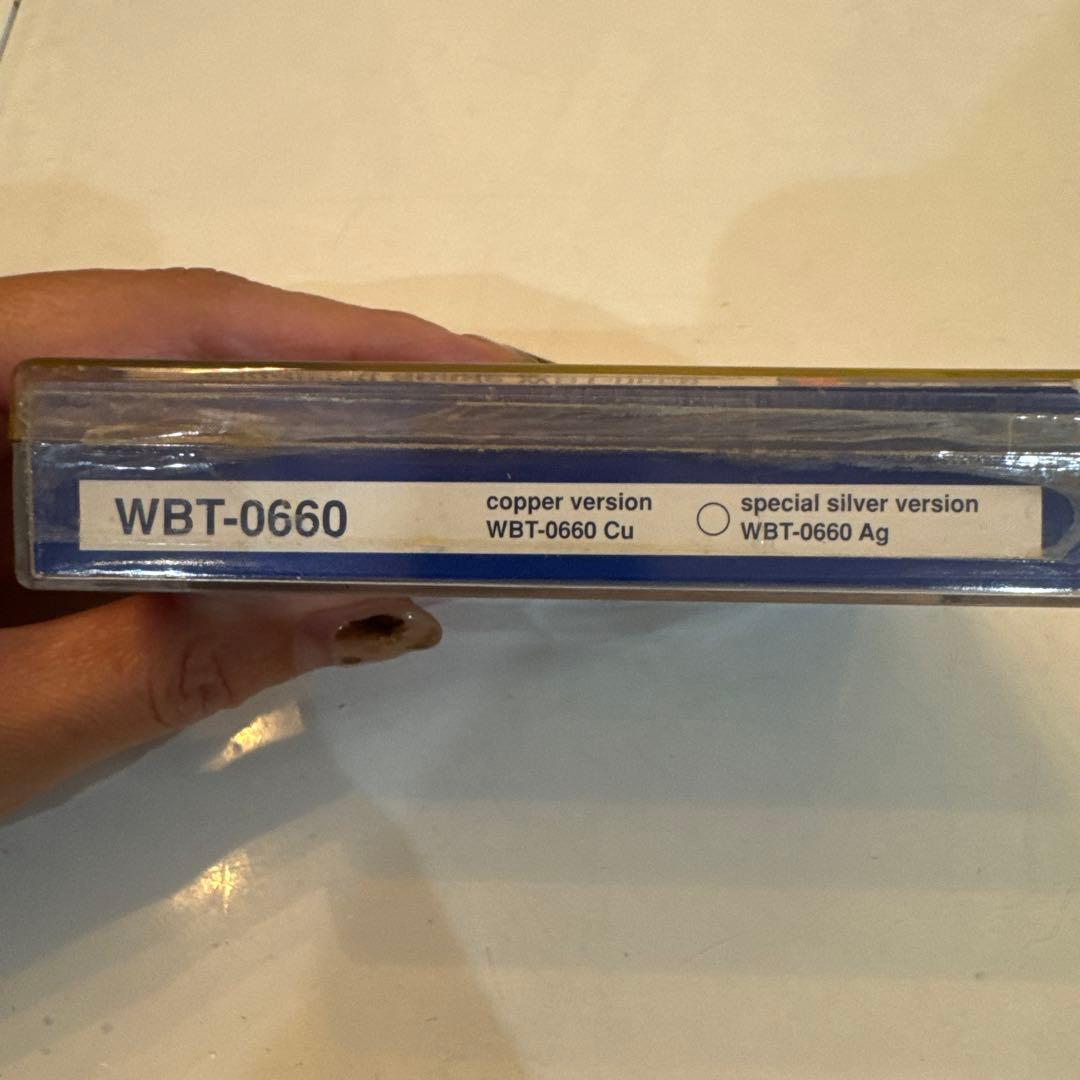 WBT-0660
copper version
WBT-0660 Cu
special silver version
WBT-0660 Ag